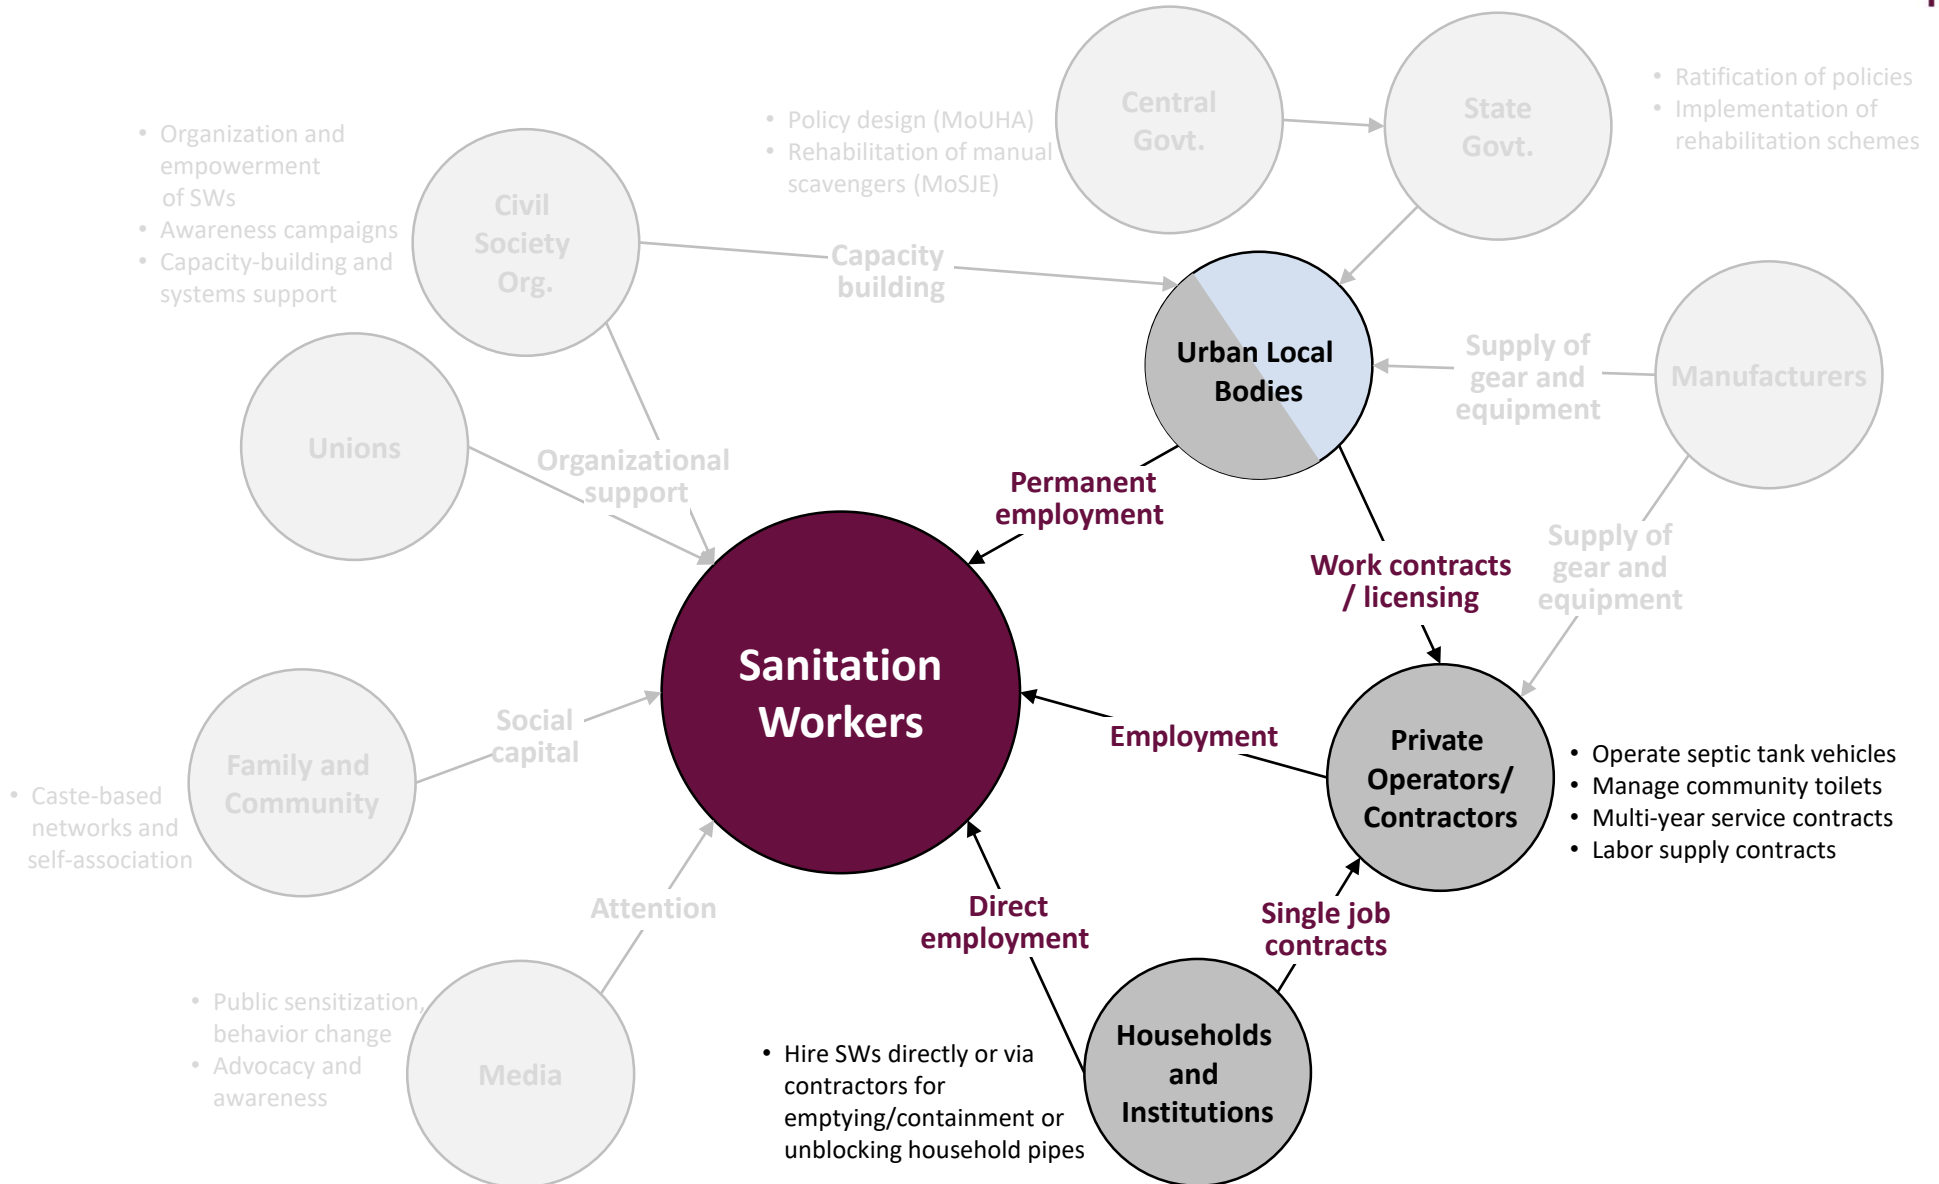 • Ratification of policies
• Implementation of
rehabilitation schemes
Central
Govt.
State
Govt.
• Policy design (MoUHA)
• Rehabilitation of manual
scavengers (MoSJE)
• Organization and
empowerment
of SWs
• Awareness campaigns
• Capacity-building and
systems support
Civil
Society
Org.
Capacity
building
Urban Local
Bodies
Supply of
gear and
equipment
Manufacturers
Unions
Organizational
support
Permanent
employment
Work contracts
/ licensing
Supply of
gear and
equipment
Sanitation
Workers
Social
capital
Family and
Community
• Caste-based
networks and
self-association
Employment
Private
Operators/
Contractors
• Operate septic tank vehicles
• Manage community toilets
• Multi-year service contracts
• Labor supply contracts
Attention
Direct
employment
Single job
contracts
• Public sensitization,
behavior change
• Advocacy and
awareness
Media
• Hire SWs directly or via
contractors for
emptying/containment or
unblocking household pipes
Households
and
Institutions